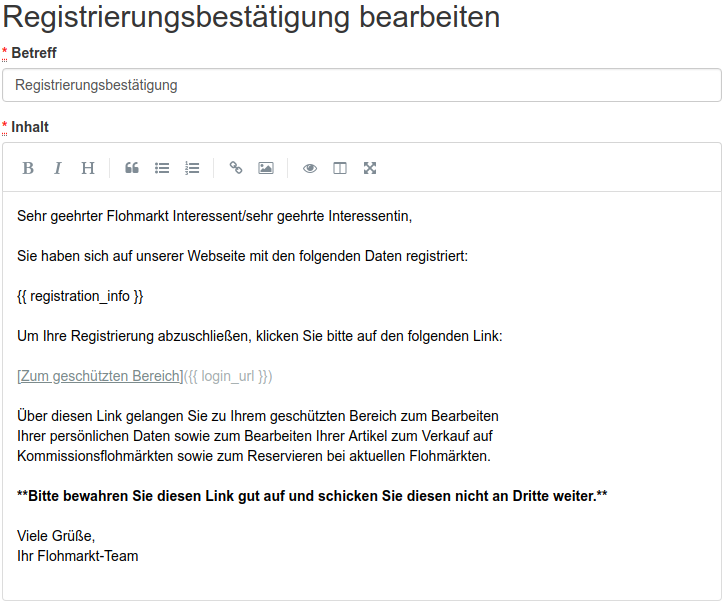 Registrierungsbestätigung bearbeiten
* Betreff
Registrierungsbestätigung
* Inhalt
B I H
Sehr geehrter Flohmarkt Interessent/sehr geehrte Interessentin,
Sie haben sich auf unserer Webseite mit den folgenden Daten registriert:
{{ registration_info }}
Um Ihre Registrierung abzuschließen, klicken Sie bitte auf den folgenden Link:
[Zum geschützten Bereich]({{ login_url }})
Über diesen Link gelangen Sie zu Ihrem geschützten Bereich zum Bearbeiten
Ihrer persönlichen Daten sowie zum Bearbeiten Ihrer Artikel zum Verkauf auf
Kommissionsflohmärkten sowie zum Reservieren bei aktuellen Flohmärkten.
**Bitte bewahren Sie diesen Link gut auf und schicken Sie diesen nicht an Dritte weiter.**
Viele Grüße,
Ihr Flohmarkt-Team